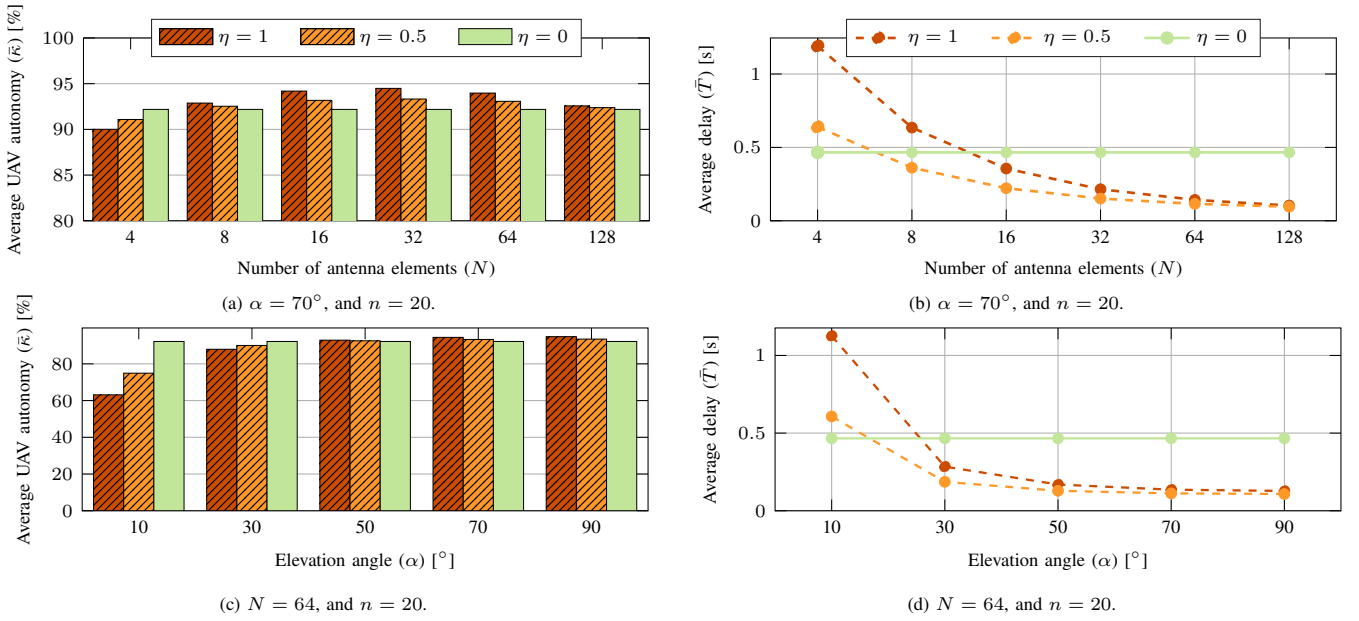 η = 1 η = 0.5 η = 0
Average UAV autonomy (κ̄) [%]
100
95
90
85
80
4 8 16 32 64 128
Number of antenna elements (N)
(a) α = 70°, and n = 20.
η = 1 η = 0.5 η = 0
Average delay (T̄) [s]
1
0.5
0
4 8 16 32 64 128
Number of antenna elements (N)
(b) α = 70°, and n = 20.
Average UAV autonomy (κ̄) [%]
80
60
40
20
0
10 30 50 70 90
Elevation angle (α) [°]
(c) N = 64, and n = 20.
Average delay (T̄) [s]
1
0.5
0
10 30 50 70 90
Elevation angle (α) [°]
(d) N = 64, and n = 20.